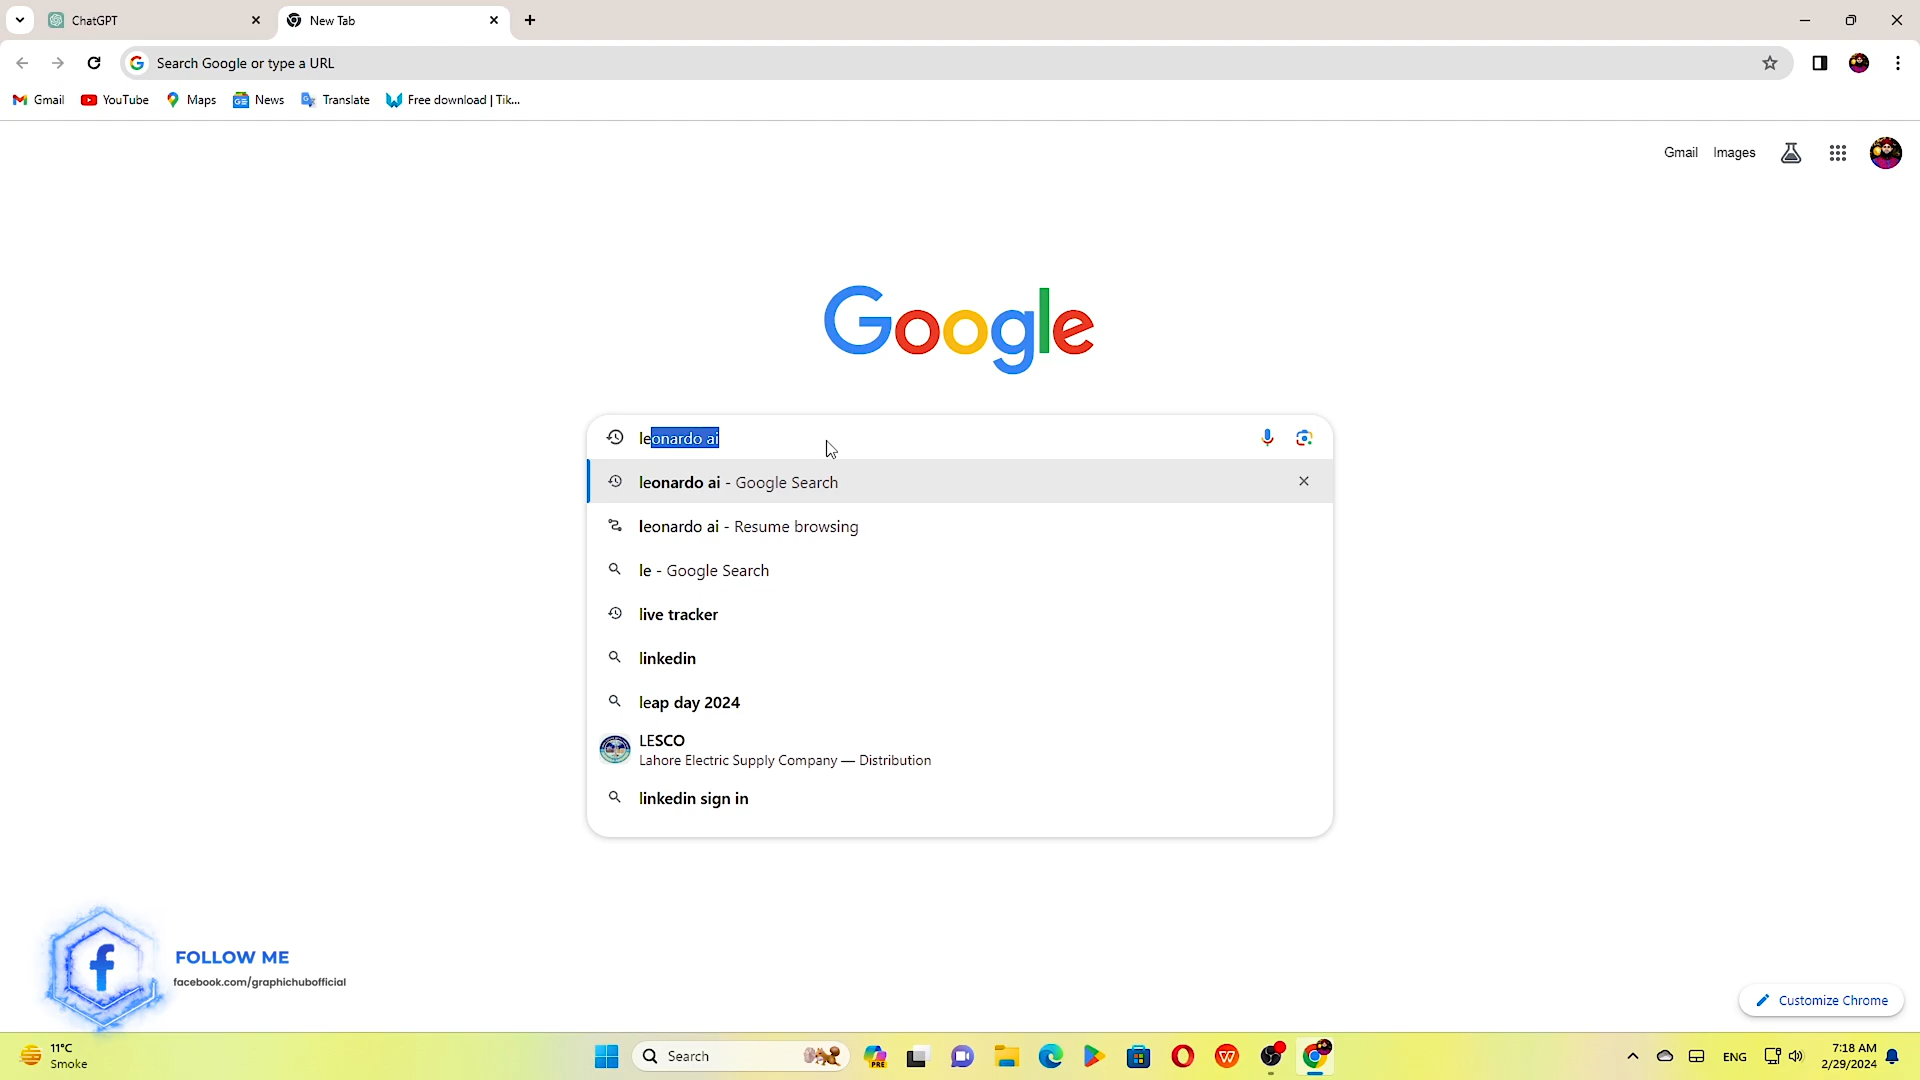 ChatGPT
New Tab
Search Google or type a URL
Gmail
YouTube
Maps
News
Translate
Free download | Tik...
Gmail
Images
Google
leonardo ai
leonardo ai - Google Search
leonardo ai - Resume browsing
le - Google Search
live tracker
linkedin
leap day 2024
LESCO
Lahore Electric Supply Company — Distribution
linkedin sign in
FOLLOW ME
facebook.com/graphichubofficial
Customize Chrome
11°C
Smoke
Search
PRE
ENG
7:18 AM
2/29/2024